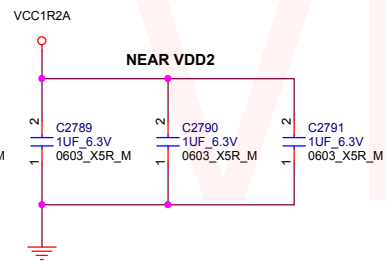 VCC1R2A
NEAR VDD2
2
C2789
1UF_6.3V
1
0603_X5R_M
2
C2790
1UF_6.3V
1
0603_X5R_M
2
C2791
1UF_6.3V
1
0603_X5R_M
M